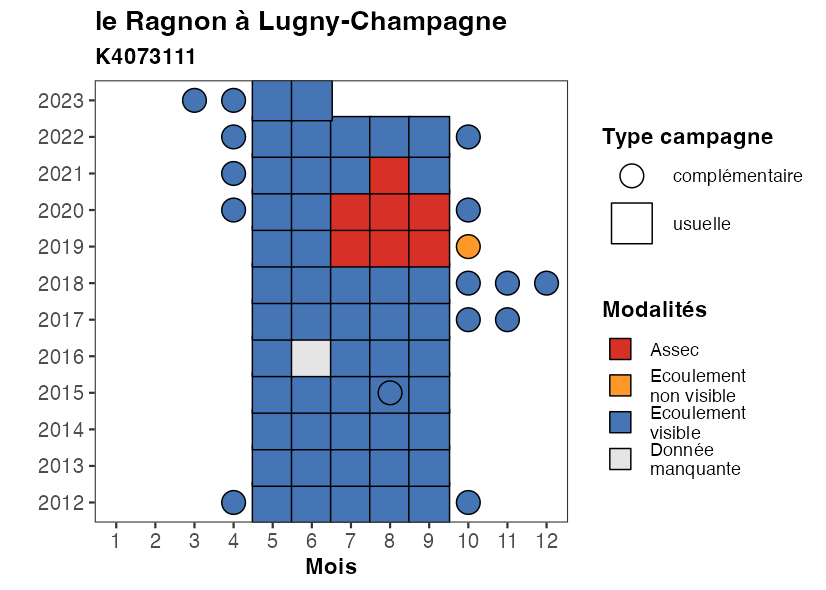 le Ragnon à Lugny-Champagne
K4073111
2023
2022
2021
2020
2019
2018
2017
2016
2015
2014
2013
2012
1 2 3 4 5 6 7 8 9 10 11 12
Mois
Type campagne
complémentaire
usuelle
Modalités
Assec
Ecoulement
non visible
Ecoulement
visible
Donnée
manquante